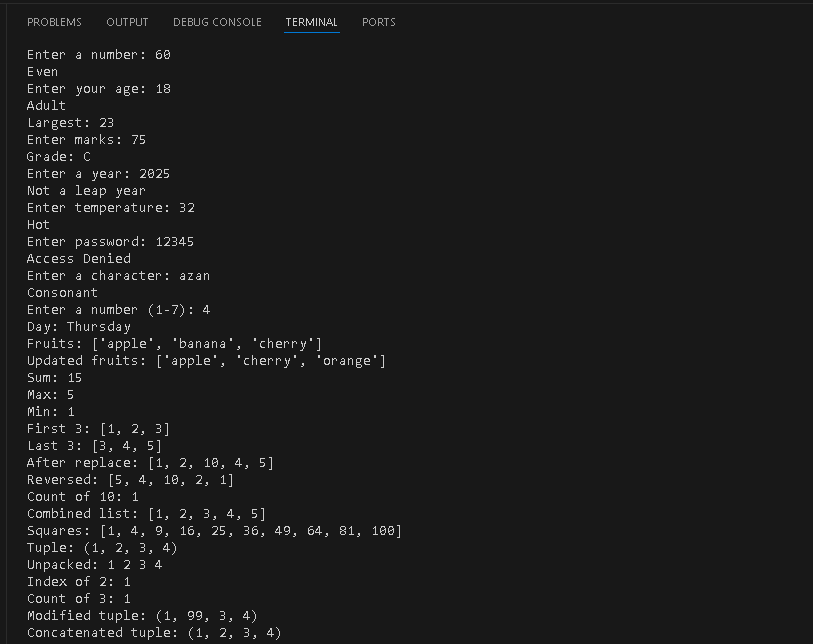 PROBLEMS OUTPUT DEBUG CONSOLE TERMINAL PORTS
Enter a number: 60
Even
Enter your age: 18
Adult
Largest: 23
Enter marks: 75
Grade: C
Enter a year: 2025
Not a leap year
Enter temperature: 32
Hot
Enter password: 12345
Access Denied
Enter a character: azan
Consonant
Enter a number (1-7): 4
Day: Thursday
Fruits: ['apple', 'banana', 'cherry']
Updated fruits: ['apple', 'cherry', 'orange']
Sum: 15
Max: 5
Min: 1
First 3: [1, 2, 3]
Last 3: [3, 4, 5]
After replace: [1, 2, 10, 4, 5]
Reversed: [5, 4, 10, 2, 1]
Count of 10: 1
Combined list: [1, 2, 3, 4, 5]
Squares: [1, 4, 9, 16, 25, 36, 49, 64, 81, 100]
Tuple: (1, 2, 3, 4)
Unpacked: 1 2 3 4
Index of 2: 1
Count of 3: 1
Modified tuple: (1, 99, 3, 4)
Concatenated tuple: (1, 2, 3, 4)